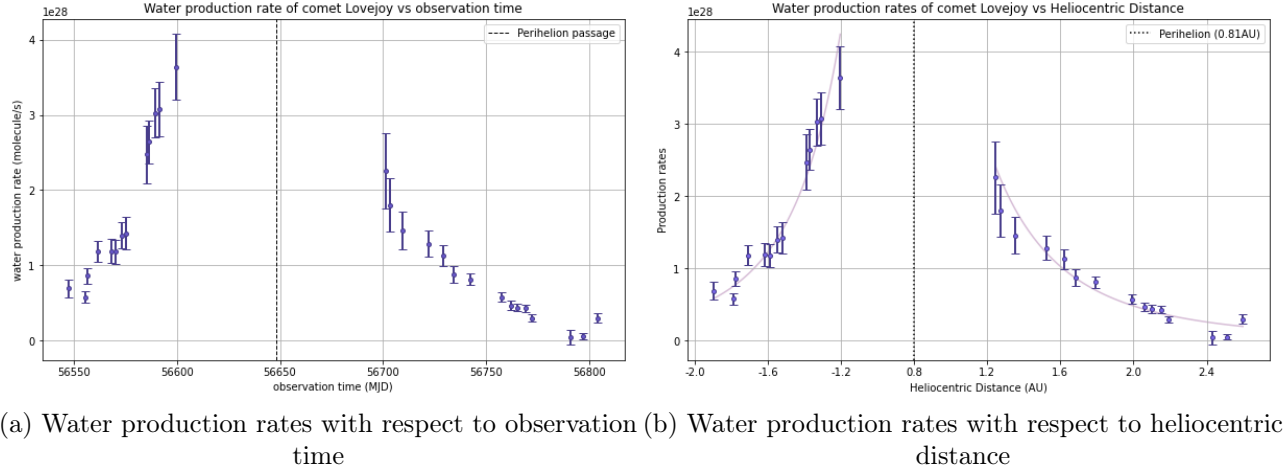 Water production rate of comet Lovejoy vs observation time
1e28
Perihelion passage
water production rate (molecule/s)
4
3
2
1
0
56550 56600 56650 56700 56750 56800
observation time (MJD)
(a) Water production rates with respect to observation
time
Water production rates of comet Lovejoy vs Heliocentric Distance
1e28
Perihelion (0.81AU)
Production rates
4
3
2
1
0
-2.0 -1.6 -1.2 0.8 1.2 1.6 2.0 2.4
Heliocentric Distance (AU)
(b) Water production rates with respect to heliocentric
distance